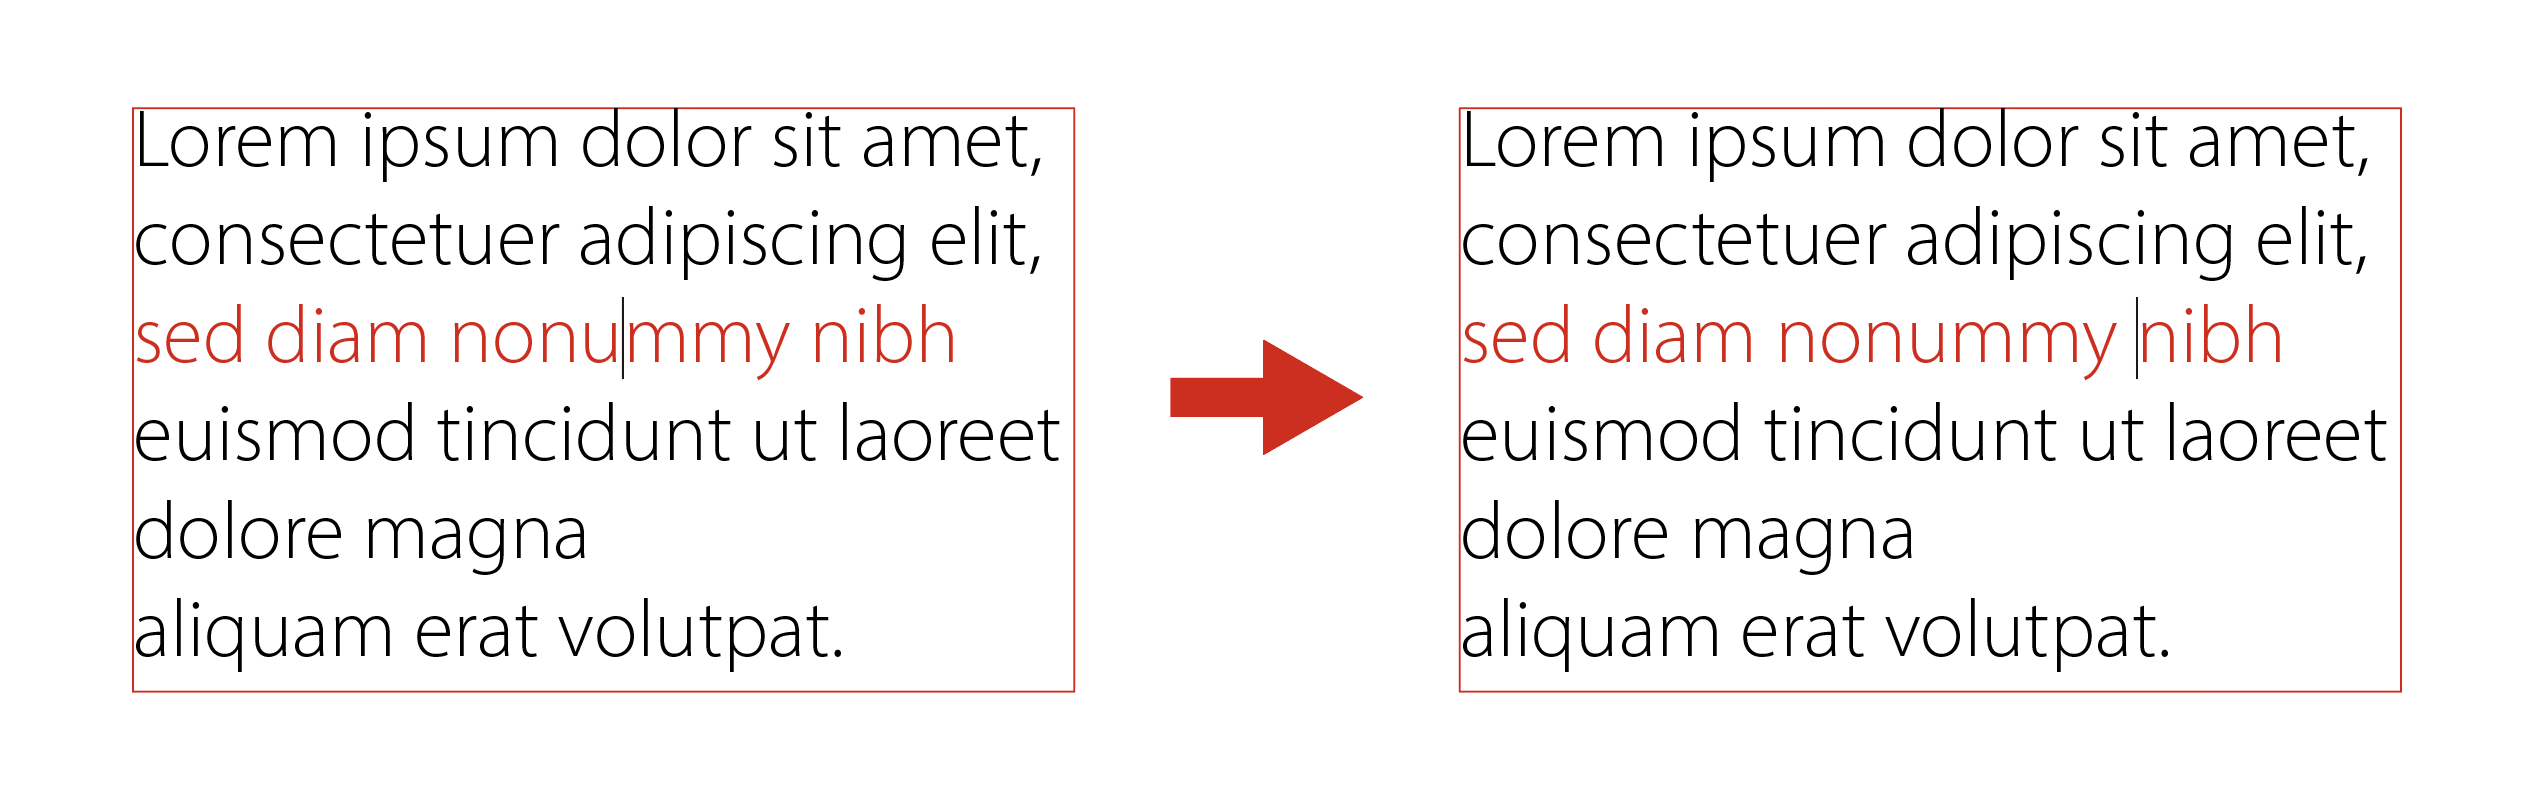 Lorem ipsum dolor sit amet,
consectetuer adipiscing elit,
sed diam nonummy nibh
euismod tincidunt ut laoreet
dolore magna
aliquam erat volutpat.
Lorem ipsum dolor sit amet,
consectetuer adipiscing elit,
sed diam nonummy nibh
euismod tincidunt ut laoreet
dolore magna
aliquam erat volutpat.